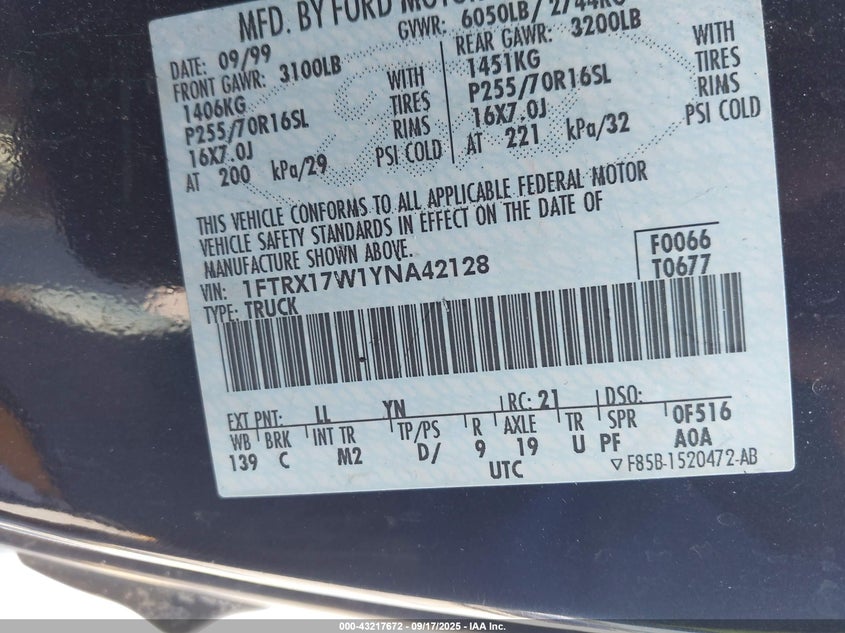 MFD. BY FORD MOTOR
DATE: 09/99 GVWR: 6050LB/ 2744KG
FRONT GAWR: 3100LB REAR GAWR: 3200LB
1406KG WITH 1451KG WITH
P255/70R16SL TIRES P255/70R16SL TIRES
16X7.0J RIMS 16X7.0J RIMS
AT 200 kPa/29 PSI COLD AT 221 kPa/32 PSI COLD
THIS VEHICLE CONFORMS TO ALL APPLICABLE FEDERAL MOTOR
VEHICLE SAFETY STANDARDS IN EFFECT ON THE DATE OF
MANUFACTURE SHOWN ABOVE.
VIN: 1FTRX17W1YNA42128 F0066
TYPE: TRUCK T0677
EXT PNT: LL YN RC: 21 DSO:
WB BRK INT TR TP/PS R AXLE TR SPR 0F516
139 C M2 D/ 9 19 U PF A0A
UTC ▽F85B-1520472-AB
000-43217672 - 09/17/2025 - IAA Inc.